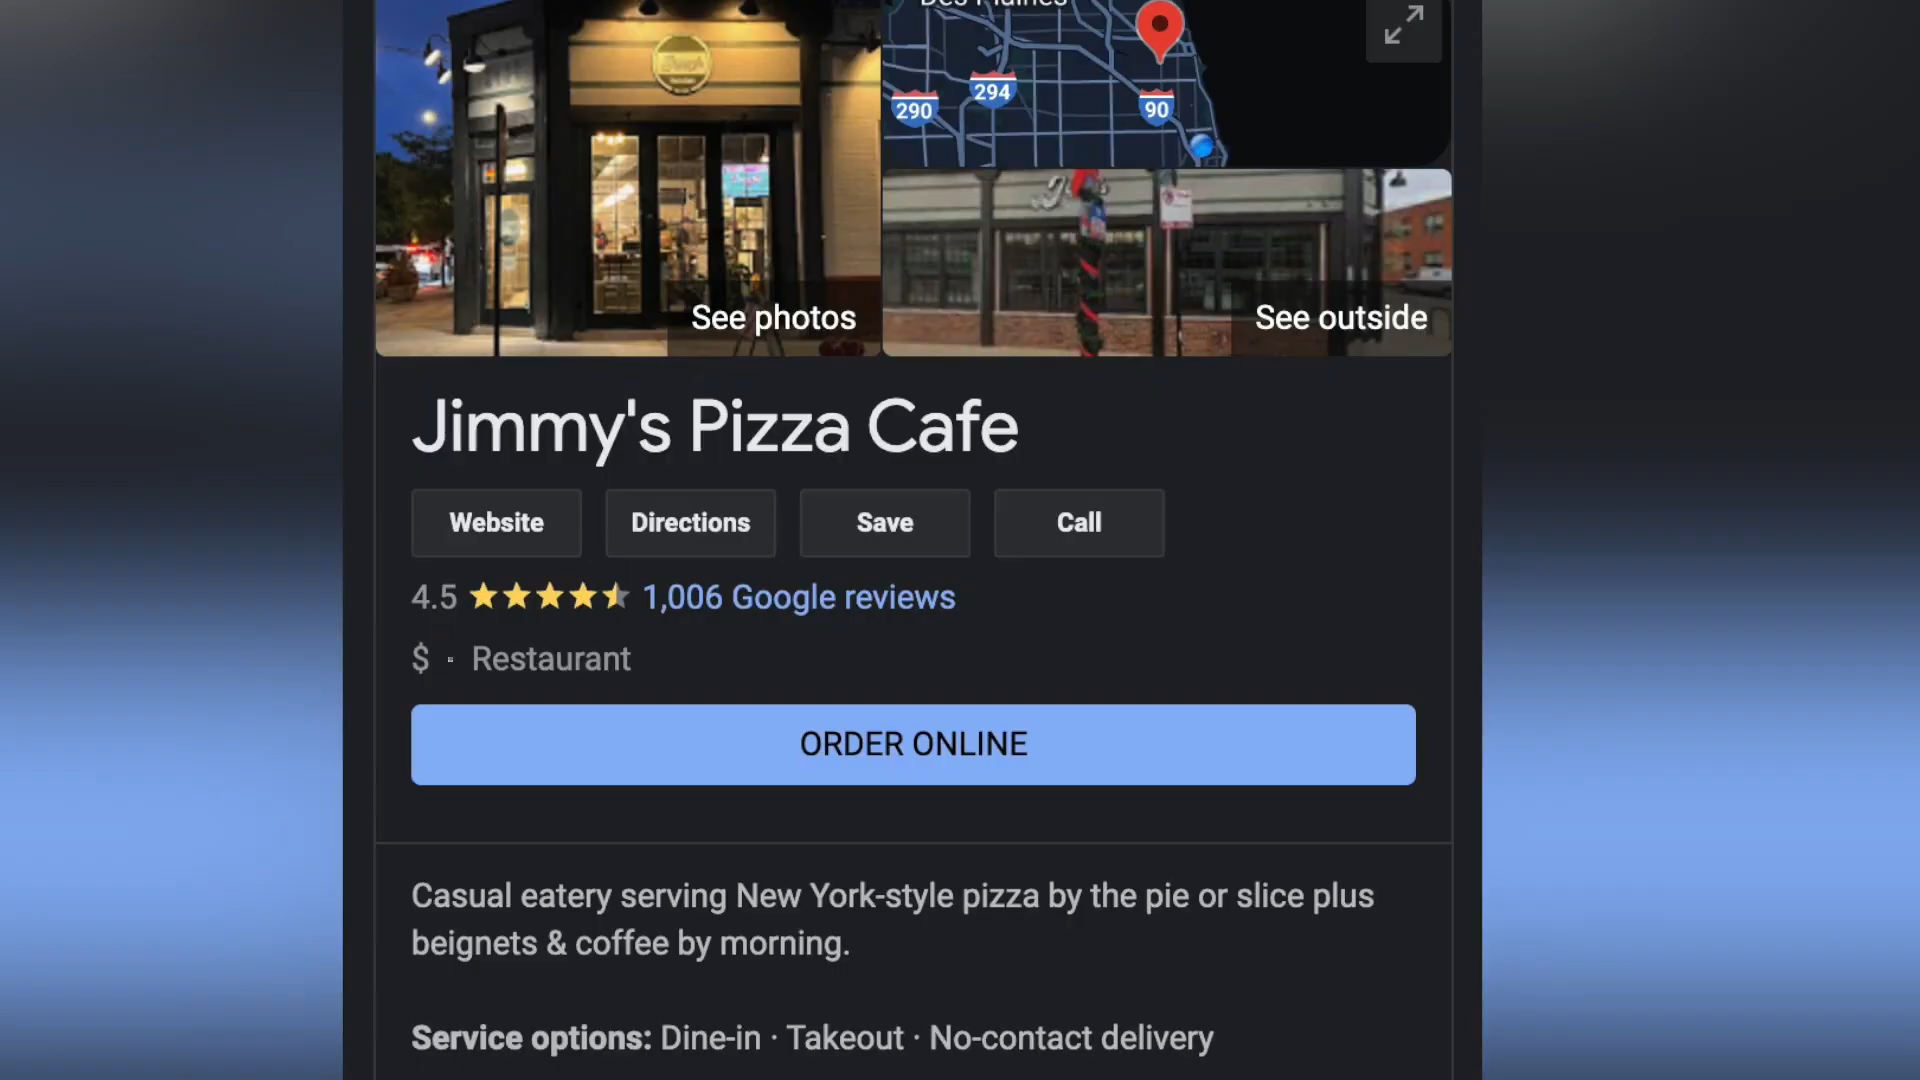 Des Plaines
294
290
90
See photos
See outside
Jimmy's Pizza Cafe
Website
Directions
Save
Call
4.5
1,006 Google reviews
$ · Restaurant
ORDER ONLINE
Casual eatery serving New York-style pizza by the pie or slice plus
beignets & coffee by morning.
Service options: Dine-in · Takeout · No-contact delivery